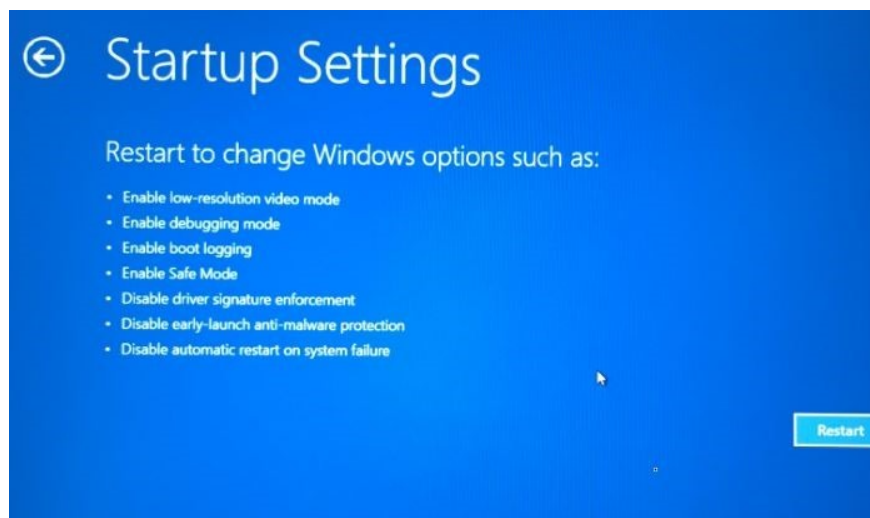 Startup Settings
Restart to change Windows options such as:
• Enable low-resolution video mode
• Enable debugging mode
• Enable boot logging
• Enable Safe Mode
• Disable driver signature enforcement
• Disable early-launch anti-malware protection
• Disable automatic restart on system failure
Restart